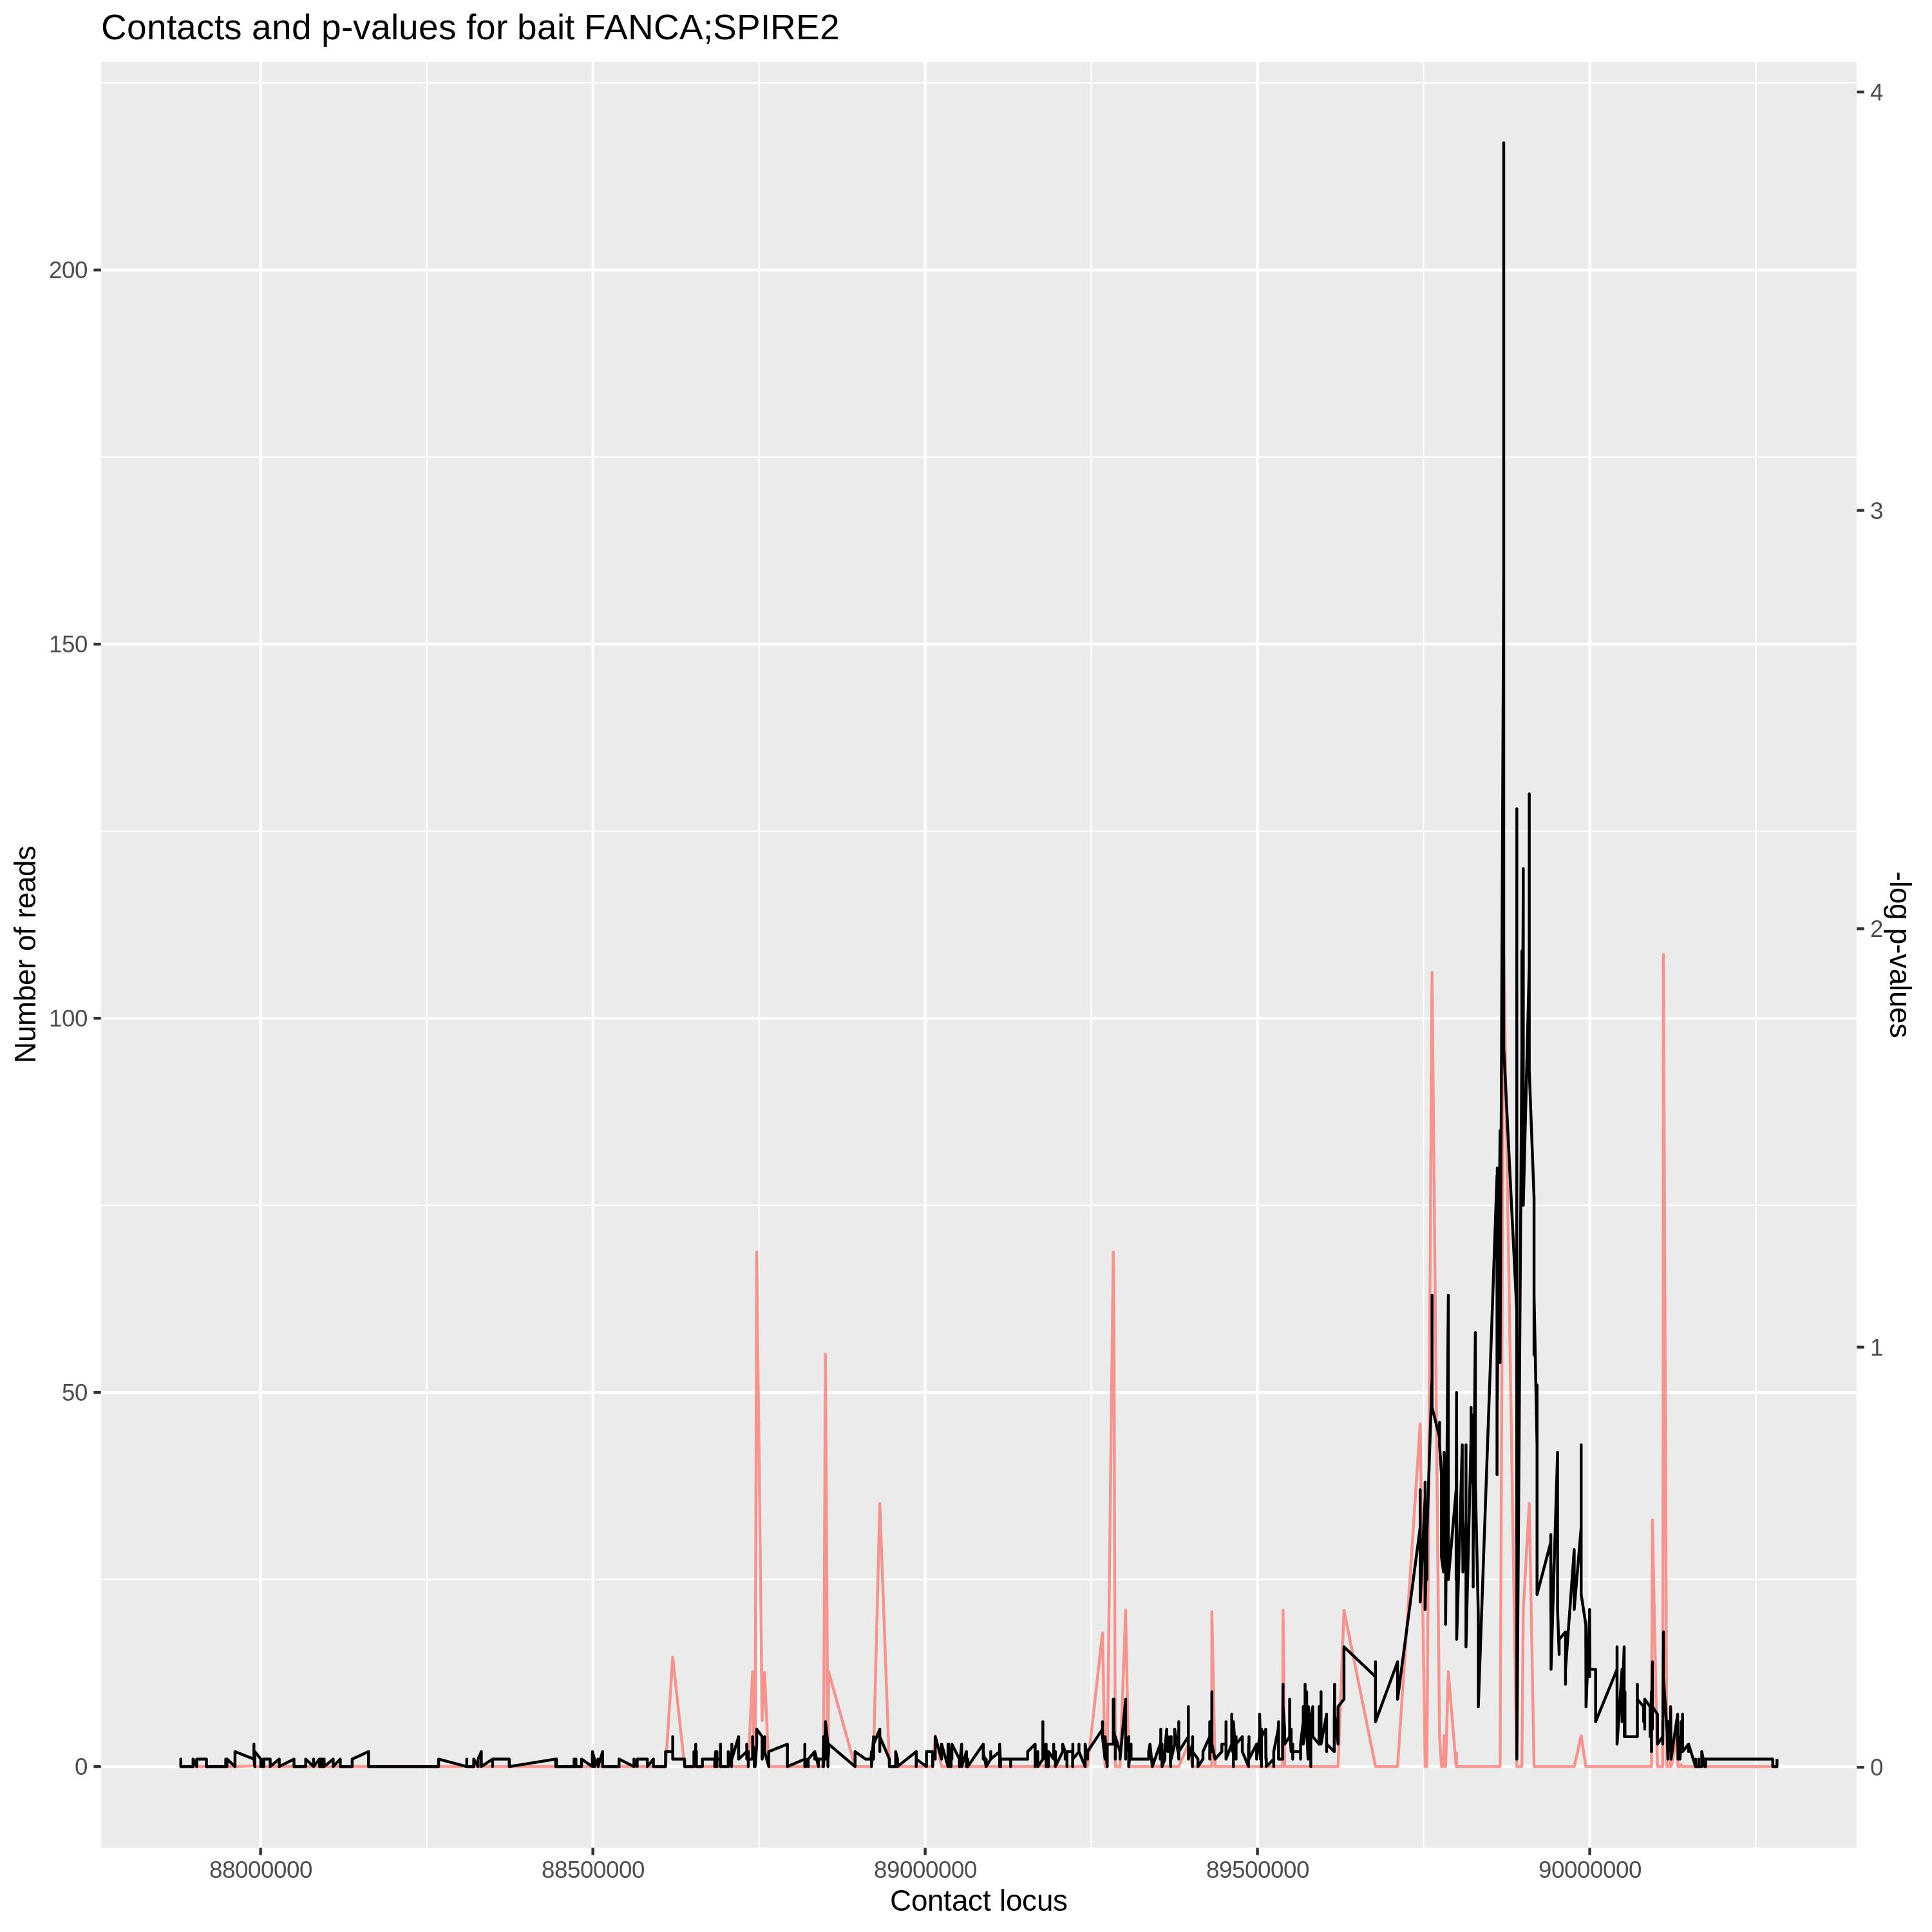 Contacts and p-values for bait FANCA;SPIRE2
Number of reads
200
150
100
50
0
4
3
2
1
0
-log p-values
88000000 88500000 89000000 89500000 90000000
Contact locus